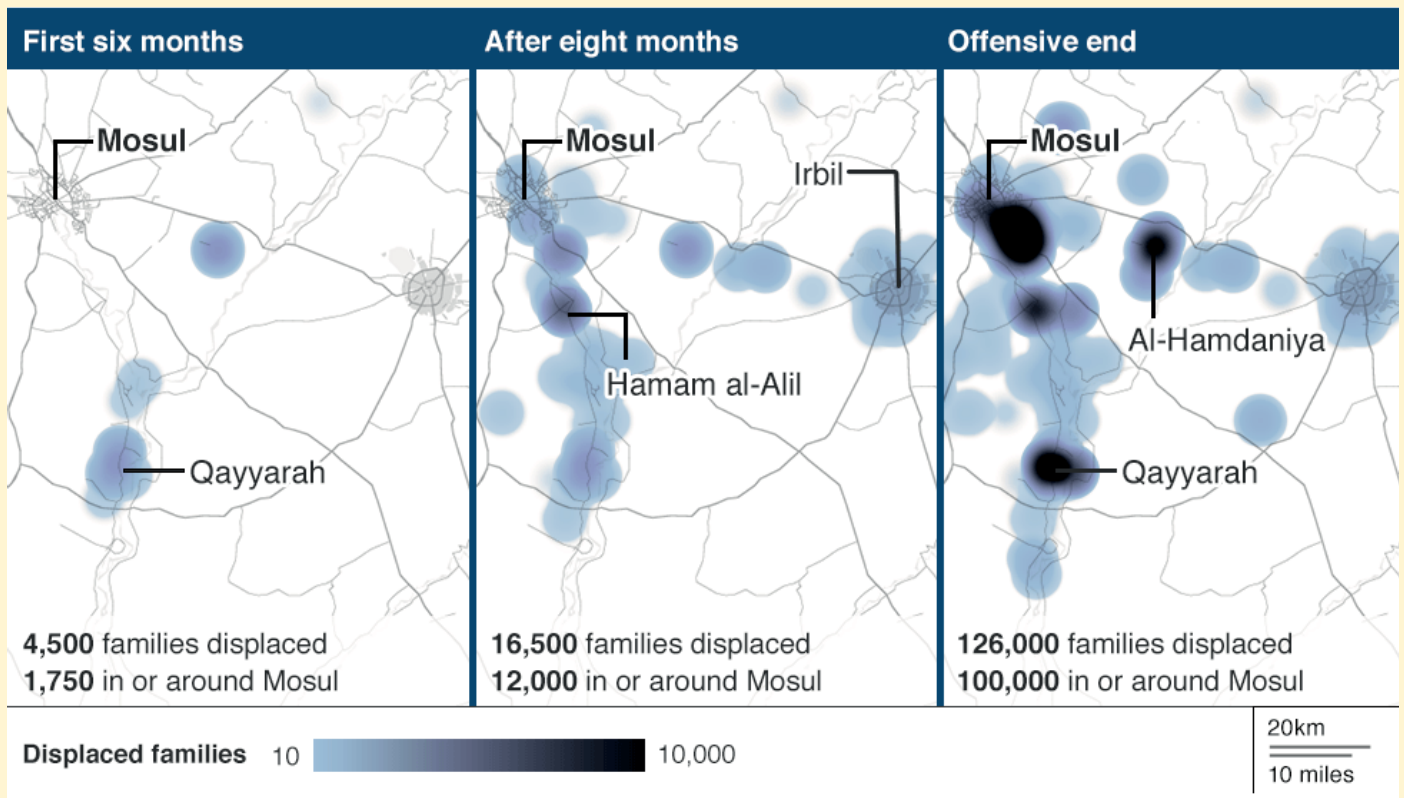 First six months
Mosul
Qayyarah
4,500 families displaced
1,750 in or around Mosul
After eight months
Mosul
Irbil
Hamam al-Alil
16,500 families displaced
12,000 in or around Mosul
Offensive end
Mosul
Al-Hamdaniya
Qayyarah
126,000 families displaced
100,000 in or around Mosul
Displaced families 10 10,000
20km
10 miles